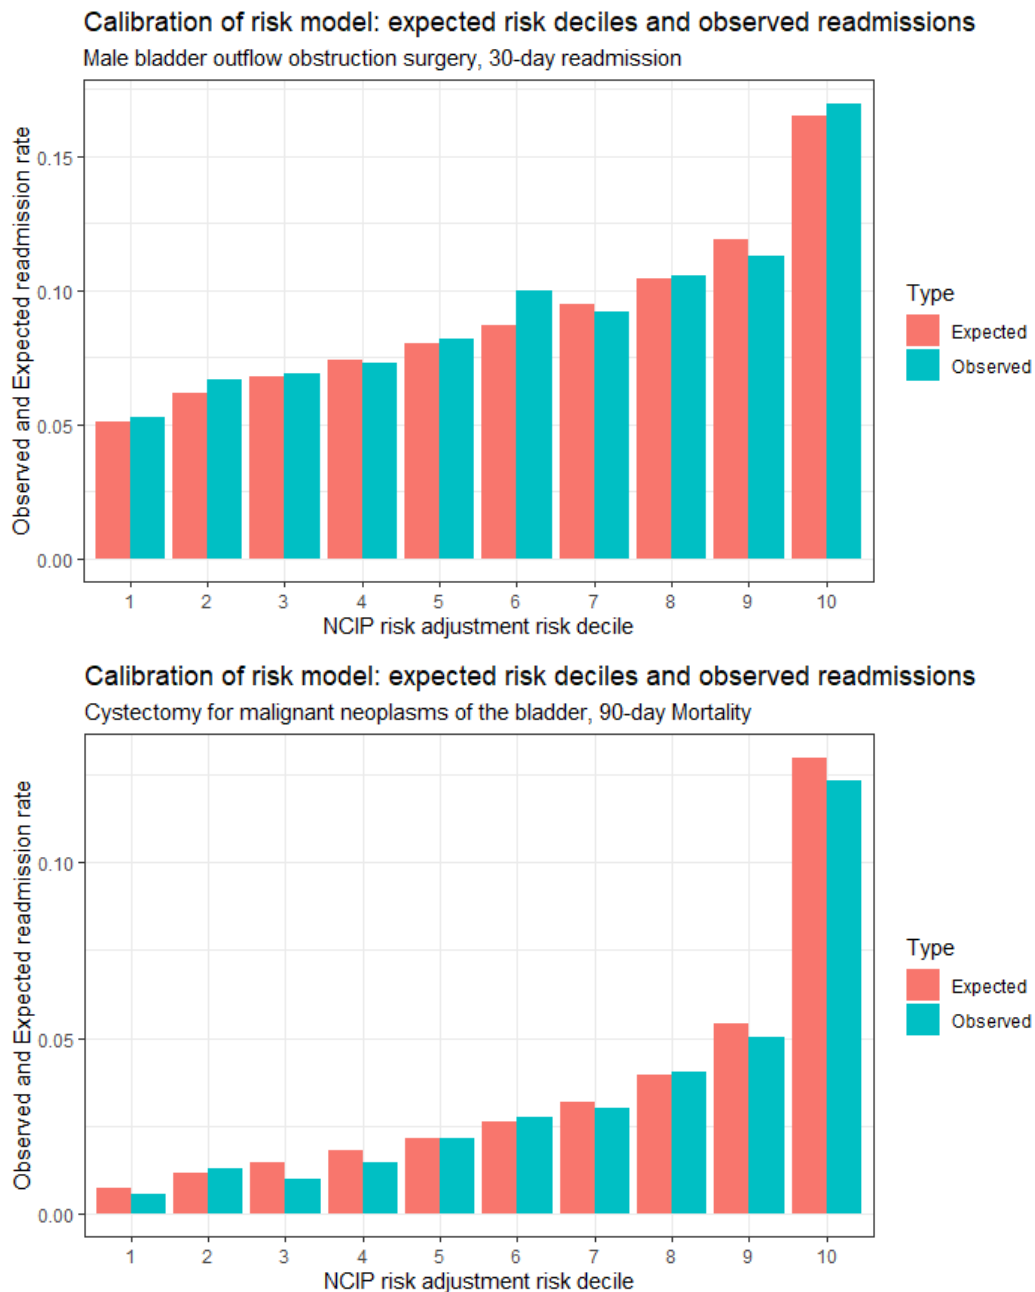 Calibration of risk model: expected risk deciles and observed readmissions
Male bladder outflow obstruction surgery, 30-day readmission
Observed and Expected readmission rate
0.15
0.10
0.05
0.00
1 2 3 4 5 6 7 8 9 10
NCIP risk adjustment risk decile
Type
Expected
Observed
Calibration of risk model: expected risk deciles and observed readmissions
Cystectomy for malignant neoplasms of the bladder, 90-day Mortality
Observed and Expected readmission rate
0.10
0.05
0.00
1 2 3 4 5 6 7 8 9 10
NCIP risk adjustment risk decile
Type
Expected
Observed